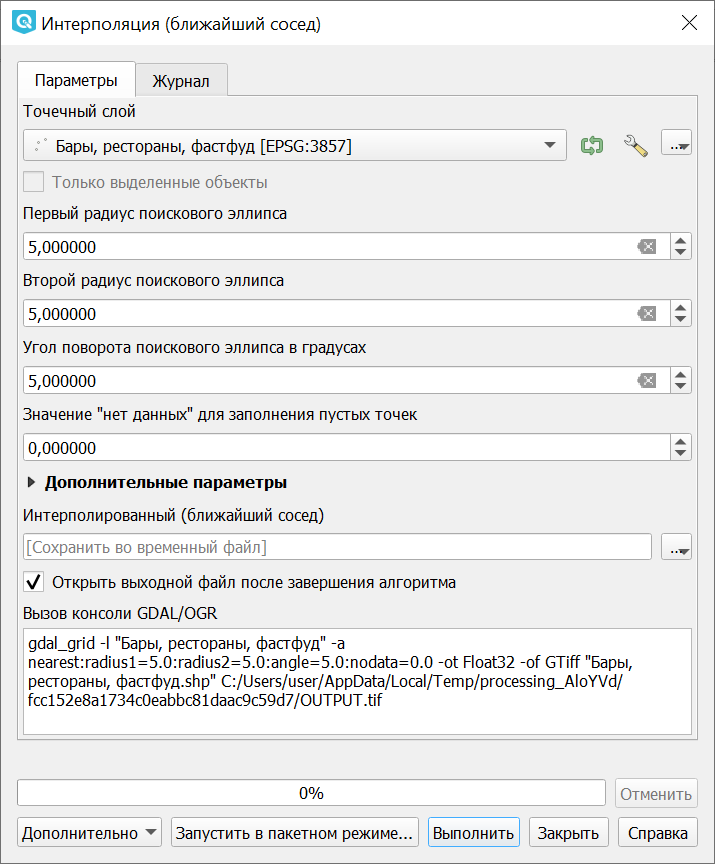 Интерполяция (ближайший сосед)
Параметры
Журнал
Точечный слой
Бары, рестораны, фастфуд [EPSG:3857]
...
Только выделенные объекты
Первый радиус поискового эллипса
5,000000
Второй радиус поискового эллипса
5,000000
Угол поворота поискового эллипса в градусах
5,000000
Значение "нет данных" для заполнения пустых точек
0,000000
Дополнительные параметры
Интерполированный (ближайший сосед)
[Сохранить во временный файл]
...
Открыть выходной файл после завершения алгоритма
Вызов консоли GDAL/OGR
gdal_grid -l "Бары, рестораны, фастфуд" -a
nearest:radius1=5.0:radius2=5.0:angle=5.0:nodata=0.0 -ot Float32 -of GTiff "Бары,
рестораны, фастфуд.shp" C:/Users/user/AppData/Local/Temp/processing_AloYVd/
fcc152e8a1734c0eabbc81daac9c59d7/OUTPUT.tif
0%
Отменить
Дополнительно
Запустить в пакетном режиме...
Выполнить
Закрыть
Справка